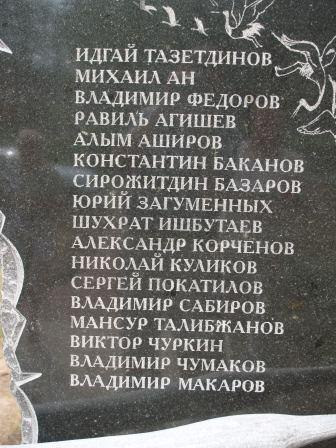 ИДГАЙ ТАЗЕТДИНОВ
МИХАИЛ АН
ВЛАДИМИР ФЕДОРОВ
РАВИЛЬ АГИШЕВ
АЛЫМ АШИРОВ
КОНСТАНТИН БАКАНОВ
СИРОЖИТДИН БАЗАРОВ
ЮРИЙ ЗАГУМЕННЫХ
ШУХРАТ ИШБУТАЕВ
АЛЕКСАНДР КОРЧЕНОВ
НИКОЛАЙ КУЛИКОВ
СЕРГЕЙ ПОКАТИЛОВ
ВЛАДИМИР САБИРОВ
МАНСУР ТАЛИБЖАНОВ
ВИКТОР ЧУРКИН
ВЛАДИМИР ЧУМАКОВ
ВЛАДИМИР МАКАРОВ